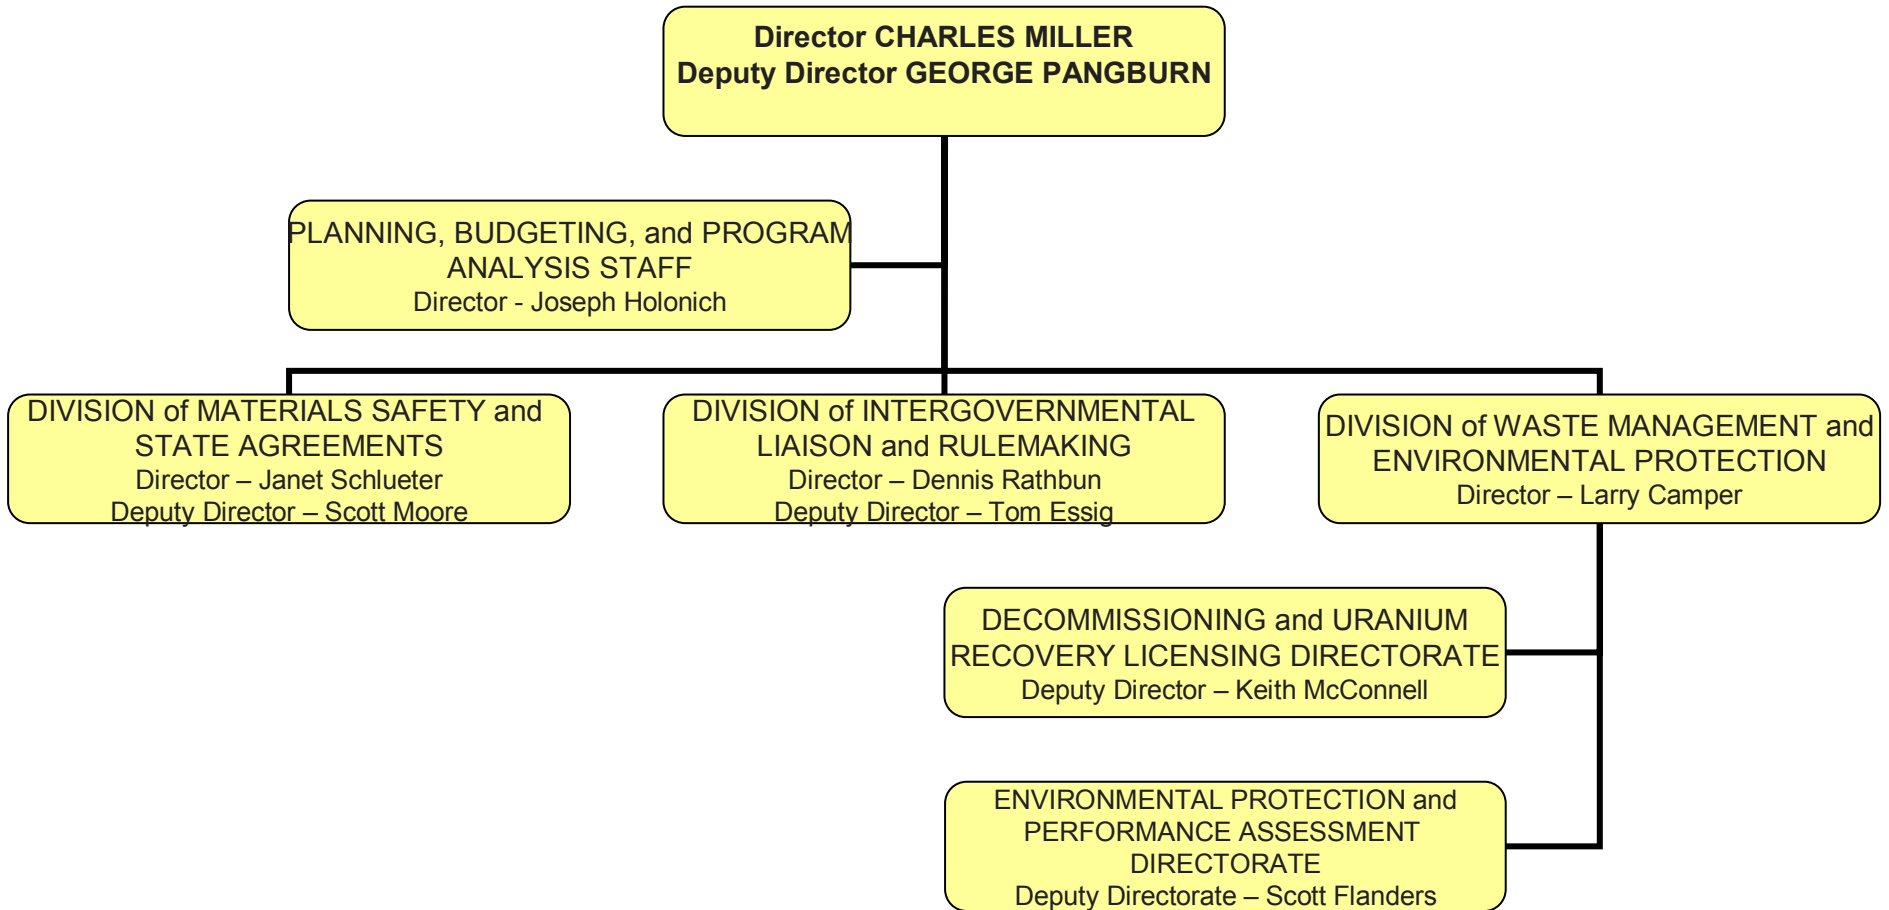 Director CHARLES MILLER
Deputy Director GEORGE PANGBURN
PLANNING, BUDGETING, and PROGRAM
ANALYSIS STAFF
Director - Joseph Holonich
DIVISION of MATERIALS SAFETY and
STATE AGREEMENTS
Director – Janet Schlueter
Deputy Director – Scott Moore
DIVISION of INTERGOVERNMENTAL
LIAISON and RULEMAKING
Director – Dennis Rathbun
Deputy Director – Tom Essig
DIVISION of WASTE MANAGEMENT and
ENVIRONMENTAL PROTECTION
Director – Larry Camper
DECOMMISSIONING and URANIUM
RECOVERY LICENSING DIRECTORATE
Deputy Director – Keith McConnell
ENVIRONMENTAL PROTECTION and
PERFORMANCE ASSESSMENT
DIRECTORATE
Deputy Directorate – Scott Flanders